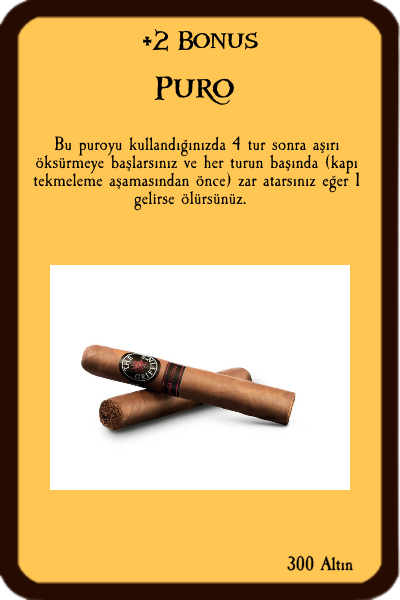 +2 Bonus
Puro
Bu puroyu kullandığınızda 4 tur sonra aşırı
öksürmeye başlarsınız ve her turun başında (kapı
tekmeleme aşamasından önce) zar atarsınız eğer 1
gelirse ölürsünüz.
300 Altın